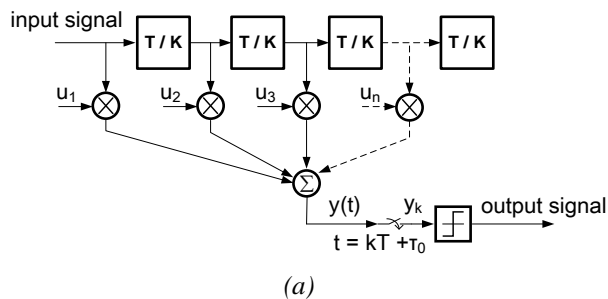 input signal
T / K T / K T / K T / K
u1 u2 u3 un
Σ
y(t) yk output signal
t = kT +τ0
(a)